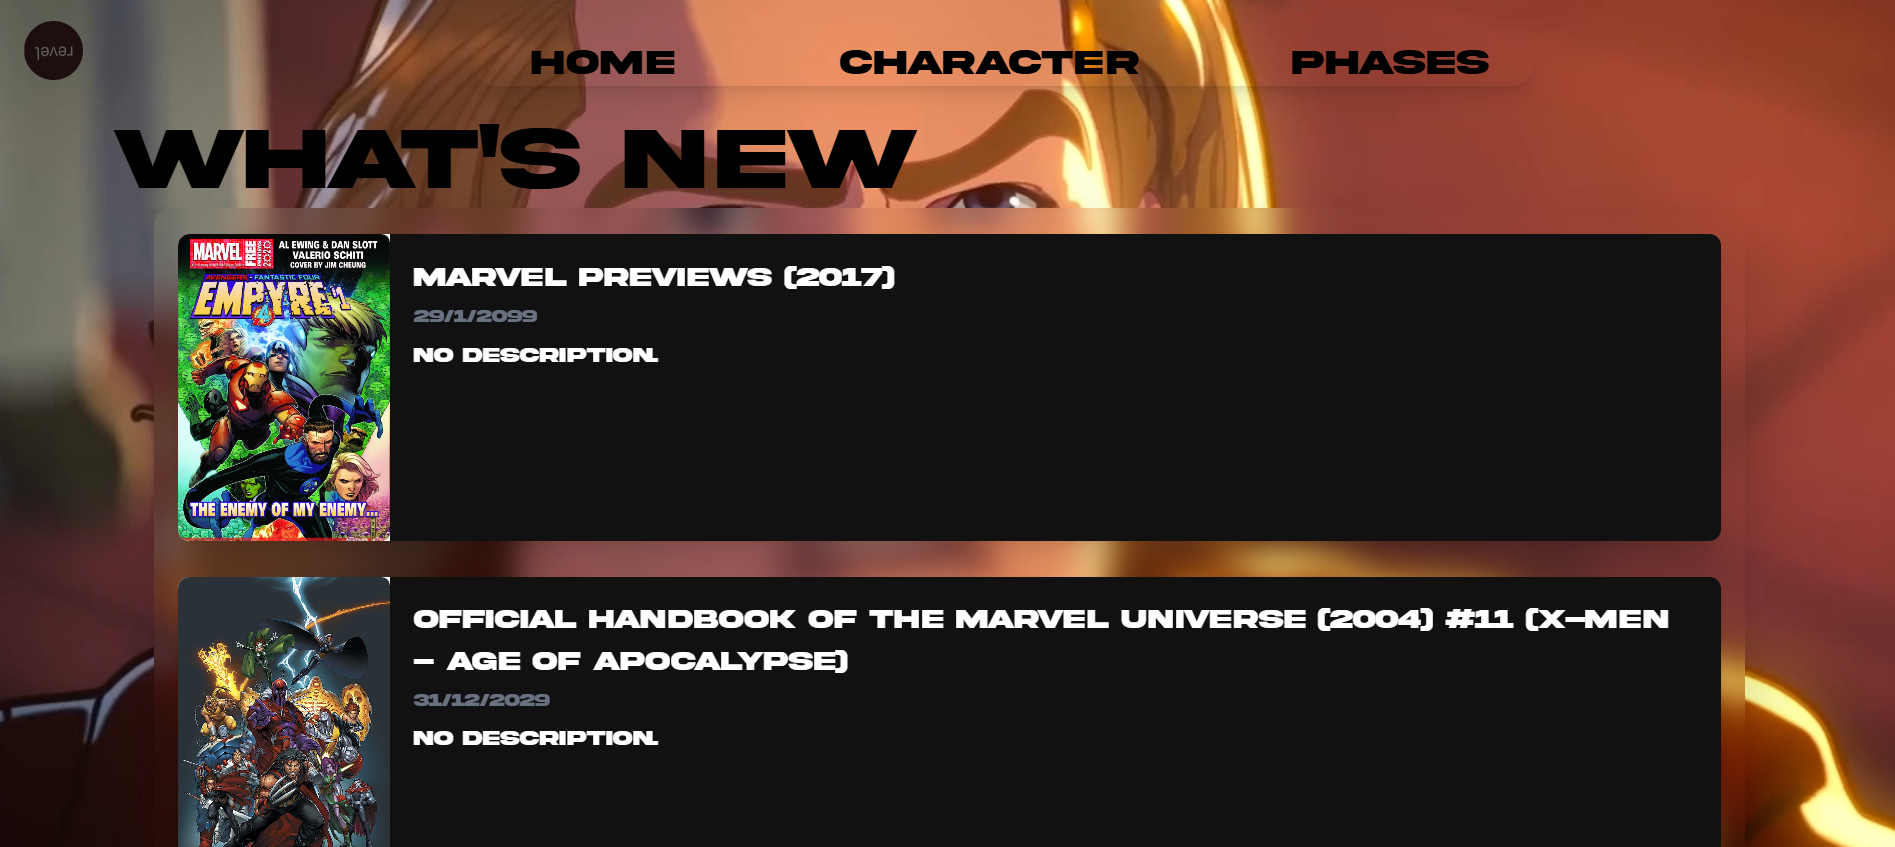 revel
HOME
CHARACTER
PHASES
WHAT'S NEW
MARVEL
FREE
AL EWING & DAN SLOTT
VALERIO SCHITI
COVER BY JIM CHEUNG
AVENGERS • FANTASTIC FOUR
EMPYRE
THE ENEMY OF MY ENEMY...
MARVEL PREVIEWS (2017)
29/1/2099
NO DESCRIPTION.
OFFICIAL HANDBOOK OF THE MARVEL UNIVERSE (2004) #11 (X-MEN
- AGE OF APOCALYPSE)
31/12/2029
NO DESCRIPTION.